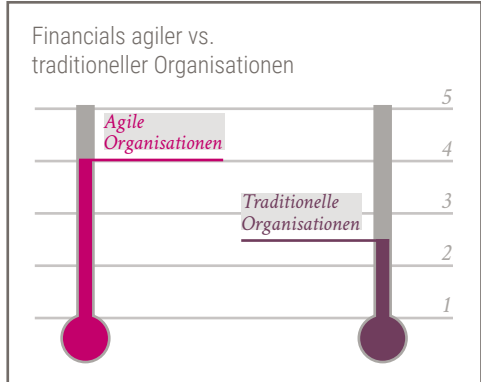 Financials agiler vs.
traditioneller Organisationen
5
Agile
Organisationen
4
3
Traditionelle
Organisationen
2
1